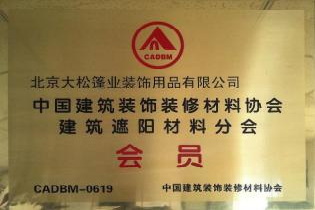 CADBM
北京大松篷业装饰用品有限公司
中国建筑装饰装修材料协会
建筑遮阳材料分会
会员
CADBM-0619 中国建筑装饰装修材料协会